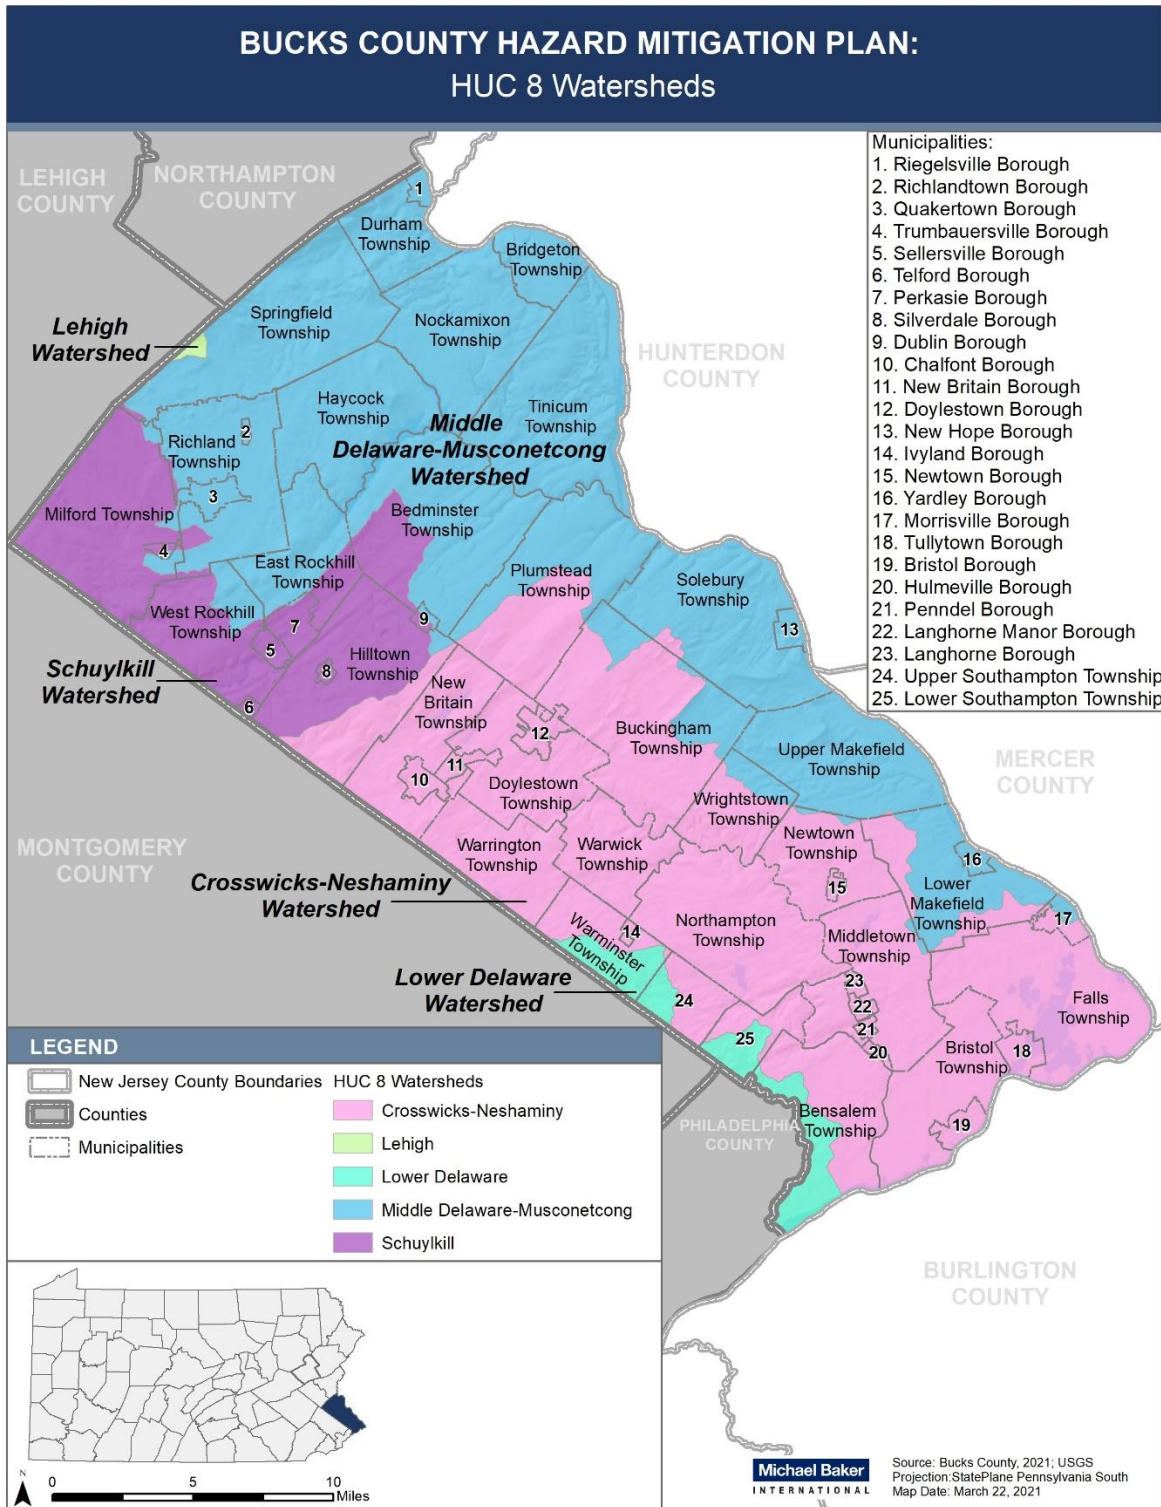 BUCKS COUNTY HAZARD MITIGATION PLAN:
HUC 8 Watersheds
Municipalities:
1. Riegelsville Borough
2. Richlandtown Borough
3. Quakertown Borough
4. Trumbauersville Borough
5. Sellersville Borough
6. Telford Borough
7. Perkasie Borough
8. Silverdale Borough
9. Dublin Borough
10. Chalfont Borough
11. New Britain Borough
12. Doylestown Borough
13. New Hope Borough
14. Ivyland Borough
15. Newtown Borough
16. Yardley Borough
17. Morrisville Borough
18. Tullytown Borough
19. Bristol Borough
20. Hulmeville Borough
21. Penndel Borough
22. Langhorne Manor Borough
23. Langhorne Borough
24. Upper Southampton Township
25. Lower Southampton Township
LEHIGH
COUNTY
NORTHAMPTON
COUNTY
1
Durham
Township
Bridgeton
Township
Springfield
Township
Nockamixon
Township
Lehigh
Watershed
HUNTERDON
COUNTY
Haycock
Township
Tinicum
Township
Middle
Delaware-Musconetcong
Watershed
2
Richland
Township
3
Milford Township
Bedminster
Township
4
East Rockhill
Township
Plumstead
Township
Solebury
Township
West Rockhill
Township
7
9
13
5
8
Hilltown
Township
Schuylkill
Watershed
6
New
Britain
Township
12
Buckingham
Township
Upper Makefield
Township
MERCER
COUNTY
11
10
Doylestown
Township
Wrightstown
Township
Newtown
Township
MONTGOMERY
COUNTY
Warrington
Township
Warwick
Township
16
15
Crosswicks-Neshaminy
Watershed
Lower
Makefield
Township
17
Northampton
Township
14
Warminster
Township
Middletown
Township
Lower Delaware
Watershed
23
24
22
Falls
Township
21
25
20
Bristol
Township
18
Bensalem
Township
19
PHILADELPHIA
COUNTY
BURLINGTON
COUNTY
LEGEND
New Jersey County Boundaries
Counties
Municipalities
HUC 8 Watersheds
Crosswicks-Neshaminy
Lehigh
Lower Delaware
Middle Delaware-Musconetcong
Schuylkill
N
0 5 10
Miles
Michael Baker
INTERNATIONAL
Source: Bucks County, 2021; USGS
Projection:StatePlane Pennsylvania South
Map Date: March 22, 2021